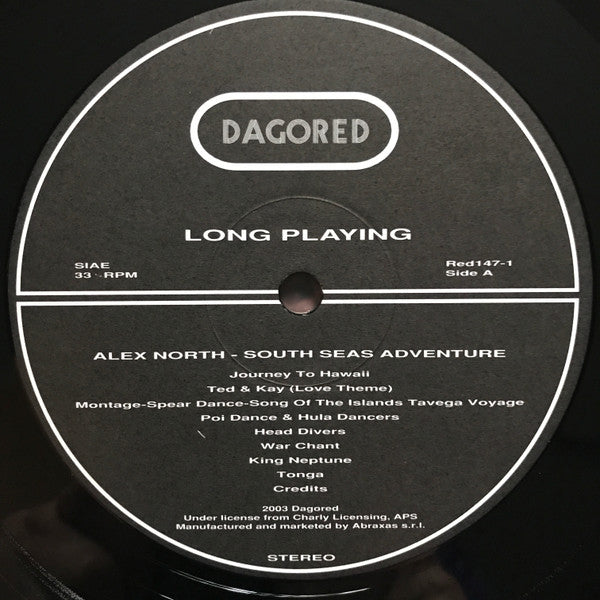 DAGORED
LONG PLAYING
SIAE
33 RPM
Red147-1
Side A
ALEX NORTH - SOUTH SEAS ADVENTURE
Journey To Hawaii
Ted & Kay (Love Theme)
Montage-Spear Dance-Song Of The Islands Tavega Voyage
Poi Dance & Hula Dancers
Head Divers
War Chant
King Neptune
Tonga
Credits
2003 Dagored
Under license from Charly Licensing, APS
Manufactured and marketed by Abraxas s.r.l.
STEREO